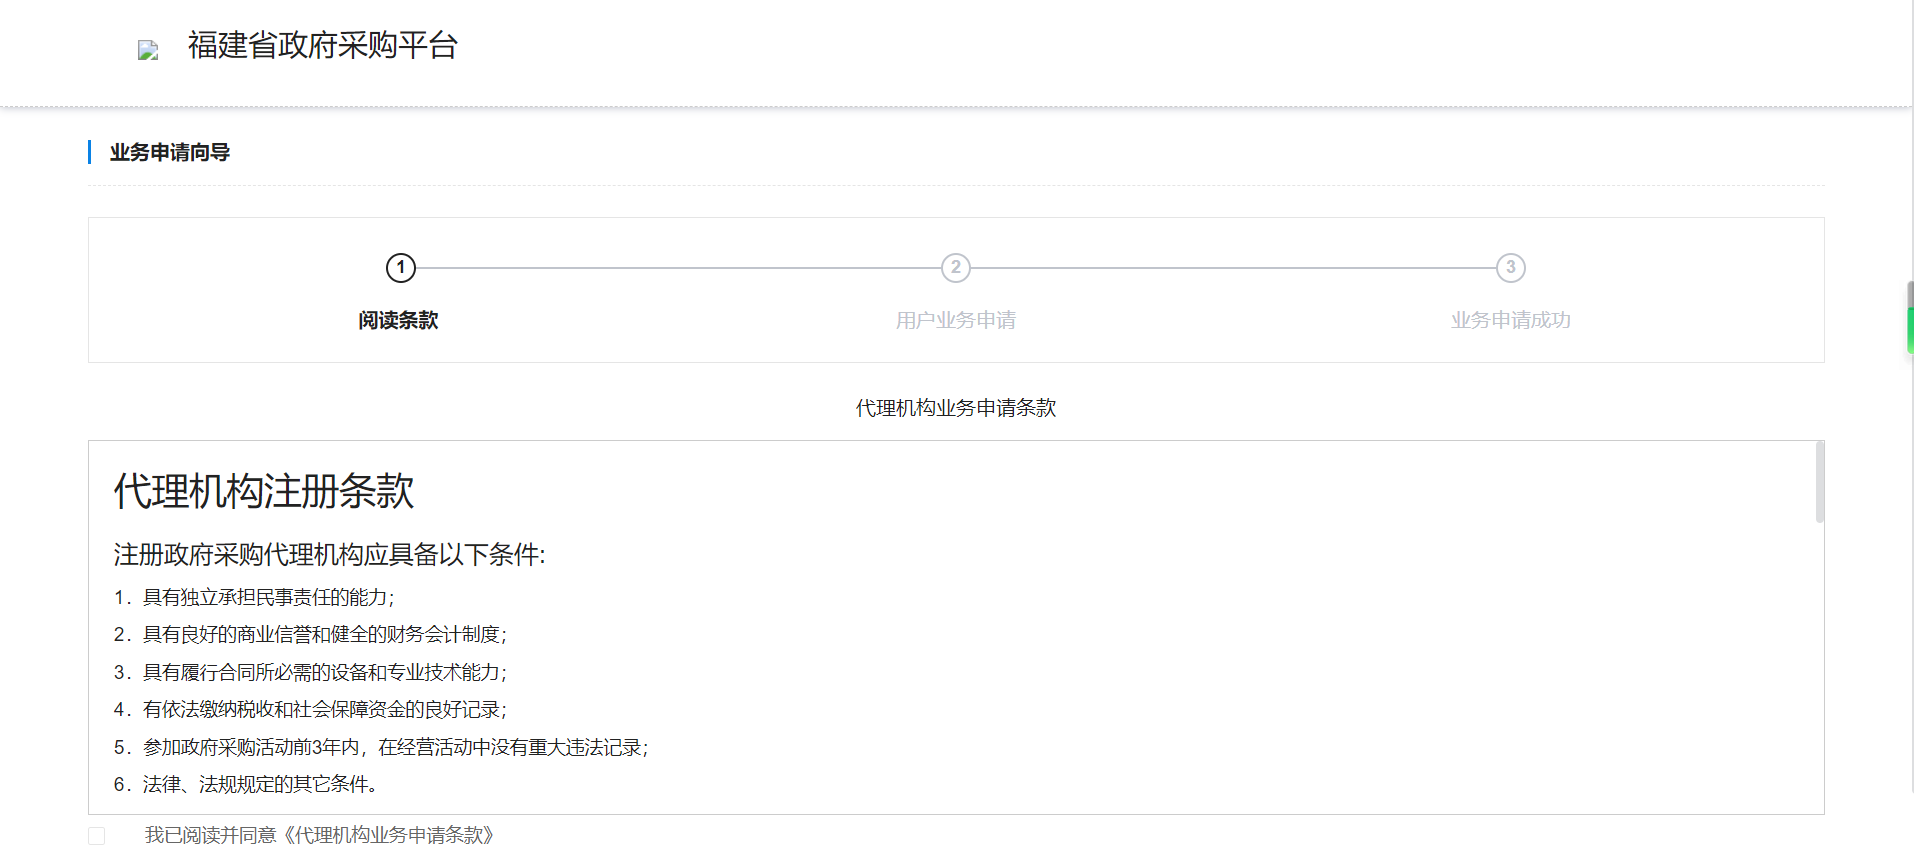 福建省政府采购平台
业务申请向导
1
2
3
阅读条款
用户业务申请
业务申请成功
代理机构业务申请条款
代理机构注册条款
注册政府采购代理机构应具备以下条件:
1．具有独立承担民事责任的能力；
2．具有良好的商业信誉和健全的财务会计制度；
3．具有履行合同所必需的设备和专业技术能力；
4．有依法缴纳税收和社会保障资金的良好记录；
5．参加政府采购活动前3年内，在经营活动中没有重大违法记录；
6．法律、法规规定的其它条件。
我已阅读并同意《代理机构业务申请条款》